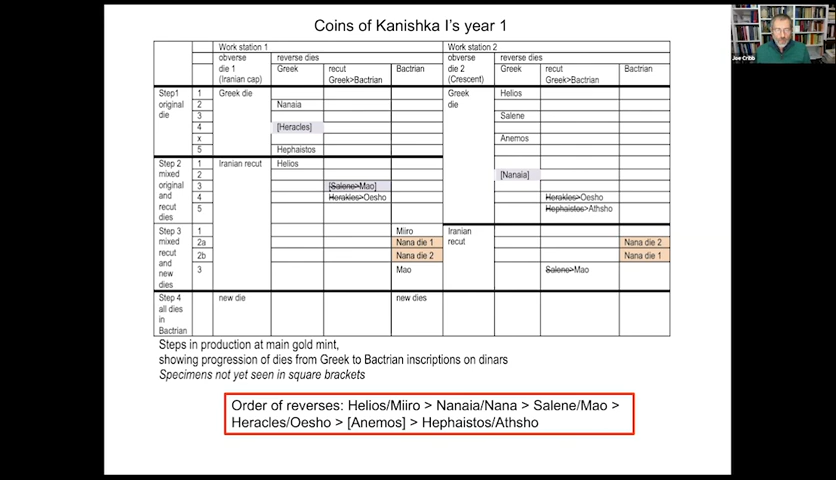 Coins of Kanishka I's year 1
Work station 1 Work station 2
obverse die 1 (Iranian cap) reverse dies obverse die 2 (Crescent) reverse dies
Greek recut Greek>Bactrian Bactrian Greek recut Greek>Bactrian Bactrian
Step1 original die 1 Greek die Greek die Helios
2 Nanaia
3 Salene
4 [Heracles]
x Anemos
5 Hephaistos
Step 2 mixed original and recut dies 1 Iranian recut Helios
2 [Nanaia]
3 [Salene>Mao]
4 Herakles>Oesho Herakles>Oesho
5 Hephaistos>Athsho
Step 3 mixed recut and new dies 1 Miiro Iranian recut
2a Nana die 1 Nana die 2
2b Nana die 2 Nana die 1
3 Mao Salene>Mao
Step 4 all dies in Bactrian new die new dies
Steps in production at main gold mint,
showing progression of dies from Greek to Bactrian inscriptions on dinars
Specimens not yet seen in square brackets
Order of reverses: Helios/Miiro > Nanaia/Nana > Salene/Mao >
Heracles/Oesho > [Anemos] > Hephaistos/Athsho
Joe Cribb